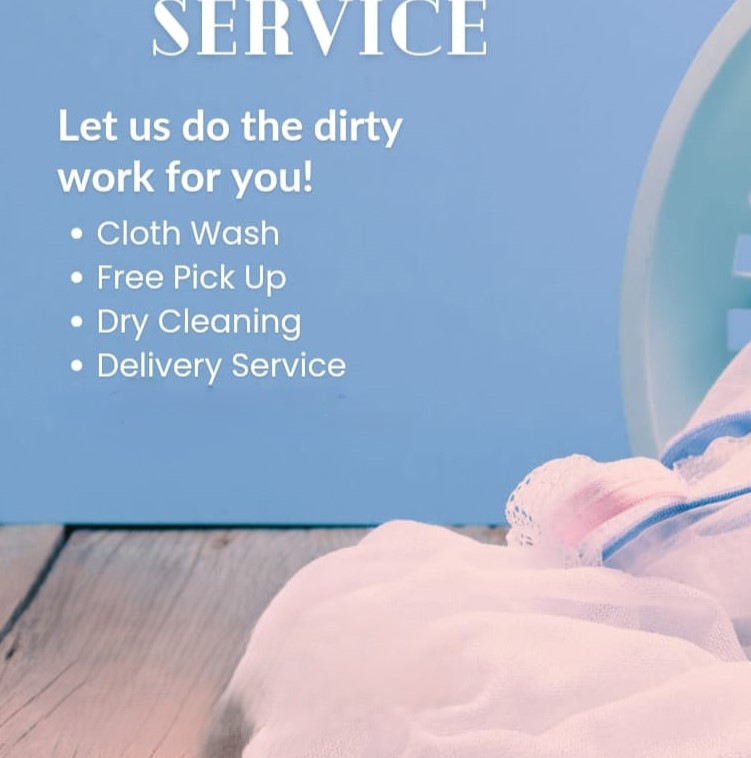 SERVICE
Let us do the dirty
work for you!
• Cloth Wash
• Free Pick Up
• Dry Cleaning
• Delivery Service